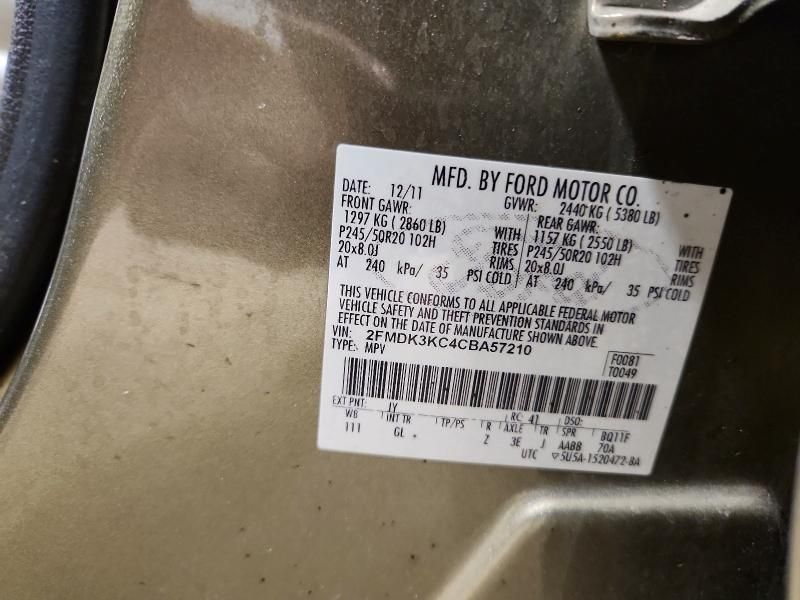 MFD. BY FORD MOTOR CO.
DATE: 12/11 GVWR: 2440 KG ( 5380 LB)
FRONT GAWR: REAR GAWR:
1297 KG ( 2860 LB) WITH 1157 KG ( 2550 LB) WITH
P245/50R20 102H TIRES P245/50R20 102H TIRES
20x8.0J RIMS 20x8.0J RIMS
AT 240 kPa/ 35 PSI COLD AT 240 kPa/ 35 PSI COLD
THIS VEHICLE CONFORMS TO ALL APPLICABLE FEDERAL MOTOR
VEHICLE SAFETY AND THEFT PREVENTION STANDARDS IN
EFFECT ON THE DATE OF MANUFACTURE SHOWN ABOVE.
VIN: 2FMDK3KC4CBA57210
TYPE: MPV
F0081
T0049
EXT PNT: JY RC: 41 DSO:
WB INT TR TP/PS R AXLE TR SPR BQ11F
111 GL Z 3E J AABB 70A
UTC ▽5U5A-1520472-BA